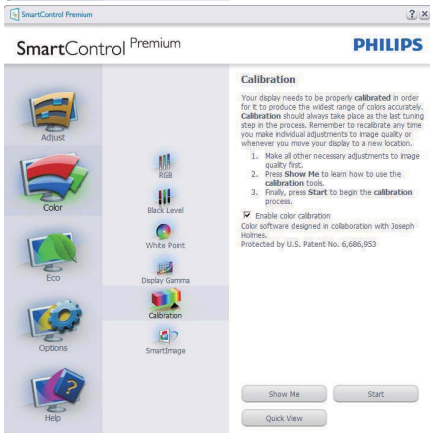 SmartControl Premium
SmartControl Premium
PHILIPS
Adjust
Color
Eco
Options
Help
RGB
Black Level
White Point
Display Gamma
Calibration
SmartImage
Calibration
Your display needs to be properly calibrated in order
for it to produce the widest range of colors accurately.
Calibration should always take place as the last tuning
step in the process. Remember to recalibrate any time
you make individual adjustments to image quality or
whenever you move your display to a new location.
1. Make all other necessary adjustments to image
quality first.
2. Press Show Me to learn how to use the
calibration tools.
3. Finally, press Start to begin the calibration
process.
Enable color calibration
Color software designed in collaboration with Joseph
Holmes.
Protected by U.S. Patent No. 6,686,953
Show Me
Start
Quick View